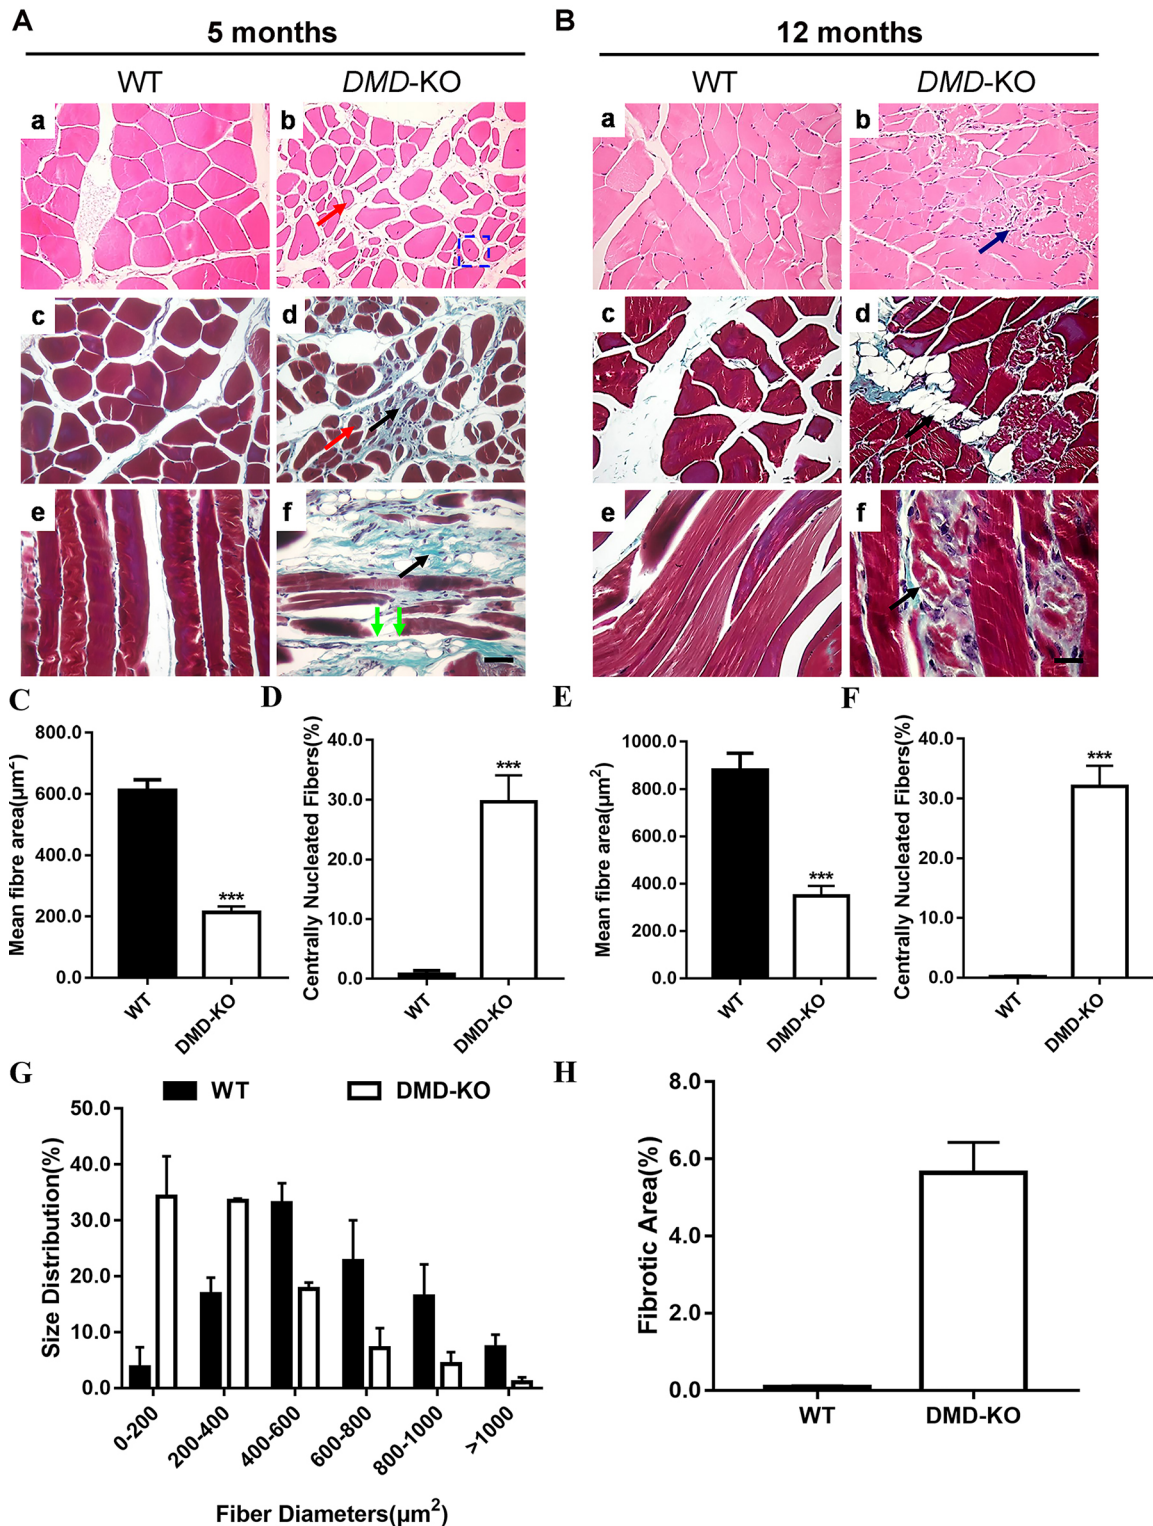 A
5 months
WT
DMD-KO
a
b
c
d
e
f
B
12 months
WT
DMD-KO
a
b
c
d
e
f
C
Mean fibre area(µm²)
800.0
600.0
400.0
200.0
0.0
***
WT
DMD-KO
D
Centrally Nucleated Fibers(%)
40.0
30.0
20.0
10.0
0.0
***
WT
DMD-KO
E
Mean fibre area(µm²)
1000.0
800.0
600.0
400.0
200.0
0.0
***
WT
DMD-KO
F
Centrally Nucleated Fibers(%)
40.0
30.0
20.0
10.0
0.0
***
WT
DMD-KO
G
WT
DMD-KO
Size Distribution(%)
50.0
40.0
30.0
20.0
10.0
0.0
0-200
200-400
400-600
600-800
800-1000
>1000
Fiber Diameters(µm²)
H
Fibrotic Area(%)
8.0
6.0
4.0
2.0
0.0
WT
DMD-KO